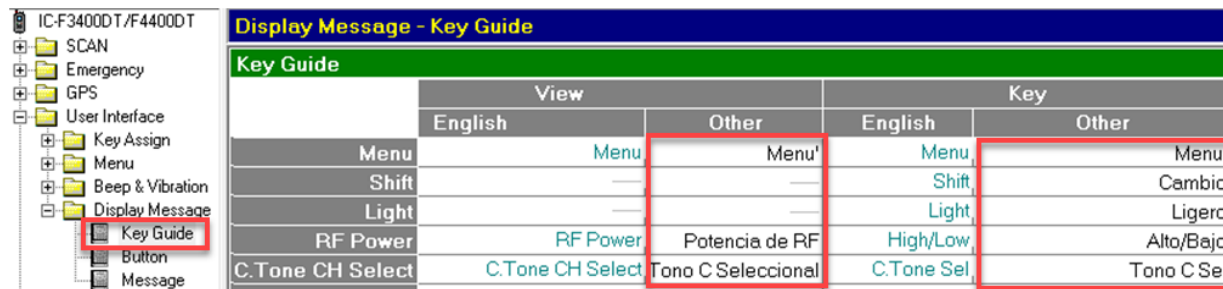 IC-F3400DT/F4400DT
SCAN
Emergency
GPS
User Interface
Key Assign
Menu
Beep & Vibration
Display Message
Key Guide
Button
Message
Display Message - Key Guide
Key Guide
View Key
English Other English Other
Menu Menu Menu' Menu Menu
Shift — — Shift Cambio
Light — — Light Ligero
RF Power RF Power Potencia de RF High/Low Alto/Bajo
C.Tone CH Select C.Tone CH Select Tono C Seleccional C.Tone Sel Tono C Se